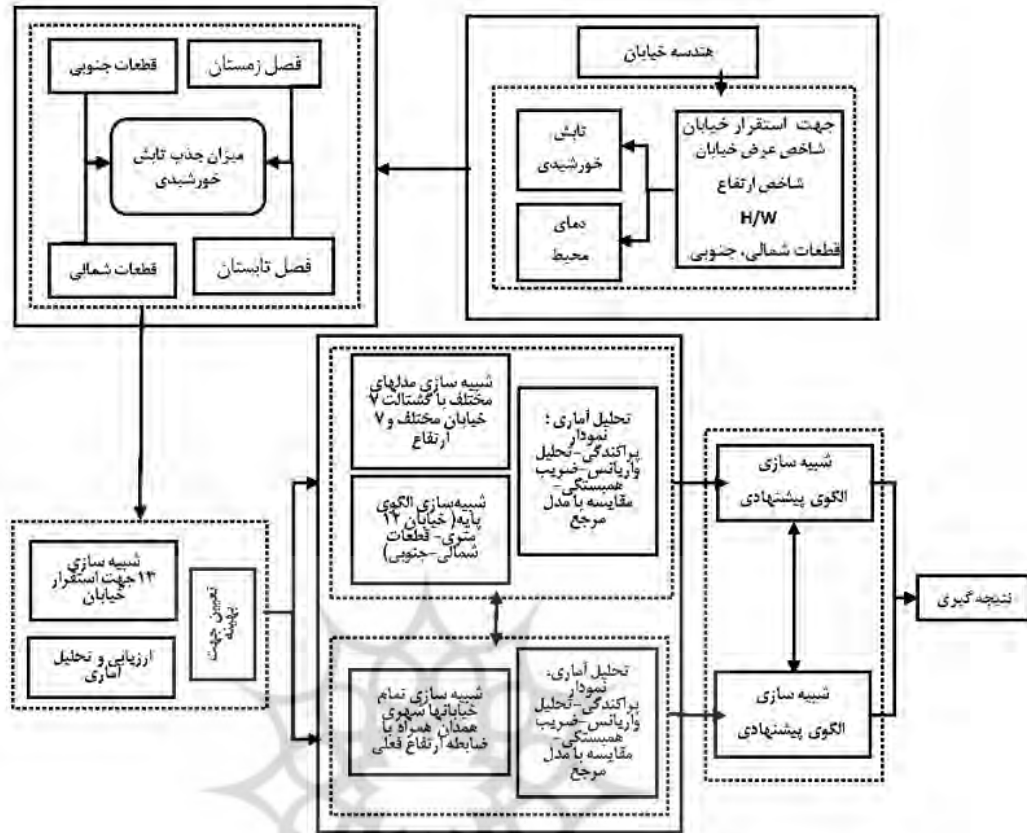 هندسه خیابان
جهت استقرار خیابان
شاخص عرض خیابان
شاخص ارتفاع
H/W
قطعات شمالی، جنوبی
تابش
خورشیدی
دمای
محیط
فصل زمستان
قطعات جنوبی
میزان جذب تابش
خورشیدی
فصل تابستان
قطعات شمالی
شبیه سازی
۱۳جهت استقرار
خیابان
ارزیابی و تحلیل
آماری
تعیین جهت
بهینه
شبیه سازی مدلهای
مختلف با گشتالت ۷
خیابان مختلف و ۷
ارتفاع
شبیه‌سازی الگوی
پایه( خیابان ۱۲
متری- قطعات
شمالی-جنوبی)
تحلیل آماری ؛
نمودار
پراکندگی-تحلیل
واریانس-ضریب
همبستگی-
مقایسه با مدل
مرجع
شبیه سازی تمام
خیابانها شهری
همدان همراه با
ضابطه ارتفاع فعلی
تحلیل آماری،
نمودار
پراکندگی-تحلیل
واریانس-ضریب
همبستگی-
مقایسه با مدل
مرجع
شبیه سازی
الگوی پیشنهادی
شبیه سازی
الگوی پیشنهادی
نتیجه گیری